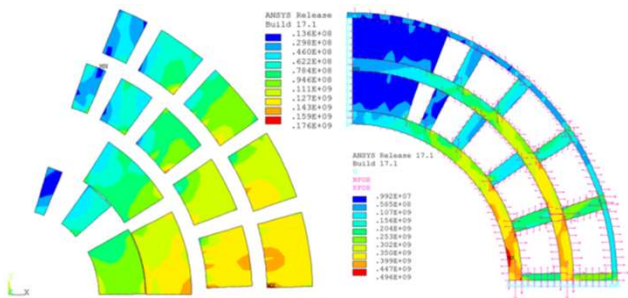 ANSYS Release
Build 17.1
.136E+08
.298E+08
.460E+08
.622E+08
.784E+08
.946E+08
.111E+09
.127E+09
.143E+09
.159E+09
.176E+09
X
ANSYS Release 17.1
Build 17.1
U
NFOR
RFOR
.992E+07
.585E+08
.107E+09
.156E+09
.204E+09
.253E+09
.302E+09
.350E+09
.399E+09
.447E+09
.496E+09